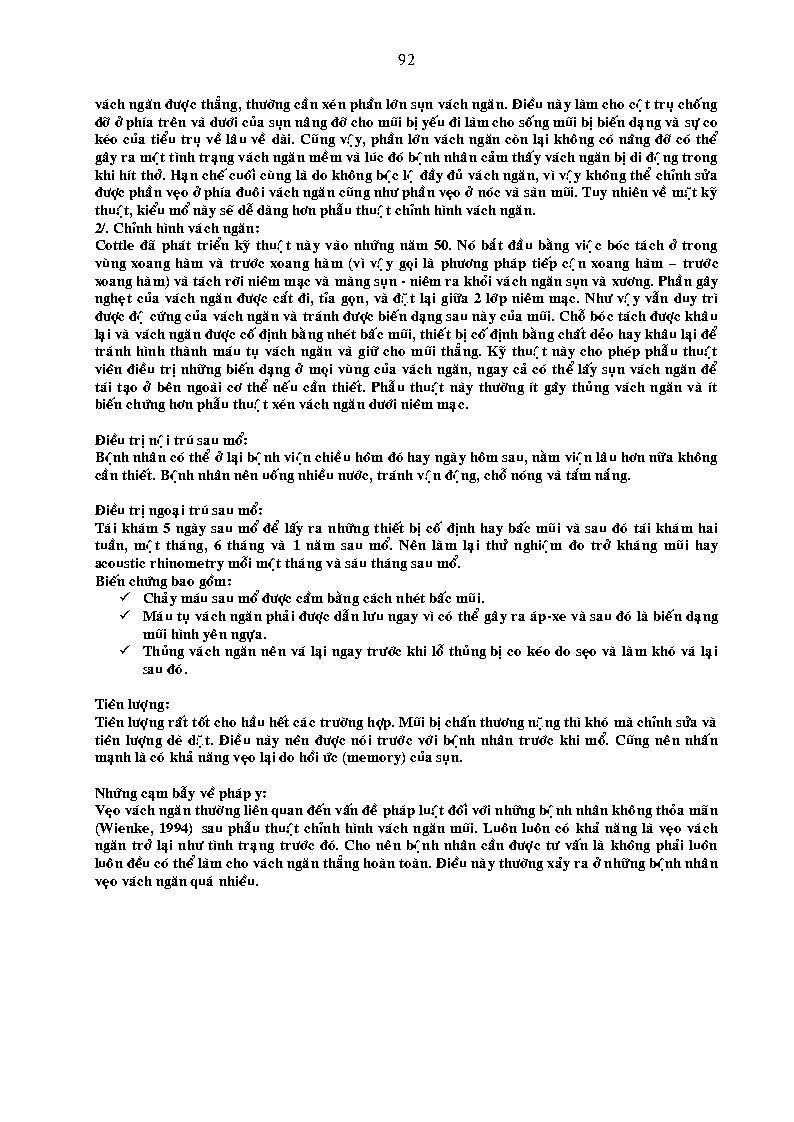 92
vách ngăn được thẳng, thường cần xén phần lớn sụn vách ngăn. Điều này làm cho cột trụ chống
đỡ ở phía trên và dưới của sụn nâng đỡ cho mũi bị yếu đi làm cho sống mũi bị biến dạng và sự co
kéo của tiểu trụ về lâu về dài. Cũng vậy, phần lớn vách ngăn còn lại không có nâng đỡ có thể
gây ra một tình trạng vách ngăn mềm và lúc đó bệnh nhân cảm thấy vách ngăn bị di động trong
khi hít thở. Hạn chế cuối cùng là do không bộc lộ đầy đủ vách ngăn, vì vậy không thể chỉnh sửa
được phần vẹo ở phía đuôi vách ngăn cũng như phần vẹo ở nóc và sàn mũi. Tuy nhiên về mặt kỹ
thuật, kiểu mổ này sẽ dễ dàng hơn phẫu thuật chỉnh hình vách ngăn.
2/. Chỉnh hình vách ngăn:
Cottle đã phát triển kỹ thuật này vào những năm 50. Nó bắt đầu bằng việc bóc tách ở trong
vùng xoang hàm và trước xoang hàm (vì vậy gọi là phương pháp tiếp cận xoang hàm – trước
xoang hàm) và tách rời niêm mạc và màng sụn - niêm ra khỏi vách ngăn sụn và xương. Phần gây
nghẹt của vách ngăn được cắt đi, tỉa gọn, và đặt lại giữa 2 lớp niêm mạc. Như vậy vẫn duy trì
được độ cứng của vách ngăn và tránh được biến dạng sau này của mũi. Chỗ bóc tách được khâu
lại và vách ngăn được cố định bằng nhét bấc mũi, thiết bị cố định bằng chất dẻo hay khâu lại để
tránh hình thành máu tụ vách ngăn và giữ cho mũi thẳng. Kỹ thuật này cho phép phẫu thuật
viên điều trị những biến dạng ở mọi vùng của vách ngăn, ngay cả có thể lấy sụn vách ngăn để
tái tạo ở bên ngoài cơ thể nếu cần thiết. Phẫu thuật này thường ít gây thủng vách ngăn và ít
biến chứng hơn phẫu thuật xén vách ngăn dưới niêm mạc.
Điều trị nội trú sau mổ:
Bệnh nhân có thể ở lại bệnh viện chiều hôm đó hay ngày hôm sau, nằm viện lâu hơn nữa không
cần thiết. Bệnh nhân nên uống nhiều nước, tránh vận động, chỗ nóng và tắm nắng.
Điều trị ngoại trú sau mổ:
Tái khám 5 ngày sau mổ để lấy ra những thiết bị cố định hay bấc mũi và sau đó tái khám hai
tuần, một tháng, 6 tháng và 1 năm sau mổ. Nên làm lại thử nghiệm đo trở kháng mũi hay
acoustic rhinometry mỗi một tháng và sáu tháng sau mổ.
Biến chứng bao gồm:
✓ Chảy máu sau mổ được cầm bằng cách nhét bấc mũi.
✓ Máu tụ vách ngăn phải được dẫn lưu ngay vì có thể gây ra áp-xe và sau đó là biến dạng
mũi hình yên ngựa.
✓ Thủng vách ngăn nên vá lại ngay trước khi lỗ thủng bị co kéo do sẹo và làm khó vá lại
sau đó.
Tiên lượng:
Tiên lượng rất tốt cho hầu hết các trường hợp. Mũi bị chấn thương nặng thì khó mà chỉnh sửa và
tiên lượng dè dặt. Điều này nên được nói trước với bệnh nhân trước khi mổ. Cũng nên nhấn
mạnh là có khả năng vẹo lại do hồi ức (memory) của sụn.
Những cạm bẫy về pháp y:
Vẹo vách ngăn thường liên quan đến vấn đề pháp luật đối với những bệnh nhân không thỏa mãn
(Wienke, 1994) sau phẫu thuật chỉnh hình vách ngăn mũi. Luôn luôn có khả năng là vẹo vách
ngăn trở lại như tình trạng trước đó. Cho nên bệnh nhân cần được tư vấn là không phải luôn
luôn đều có thể làm cho vách ngăn thẳng hoàn toàn. Điều này thường xảy ra ở những bệnh nhân
vẹo vách ngăn quá nhiều.